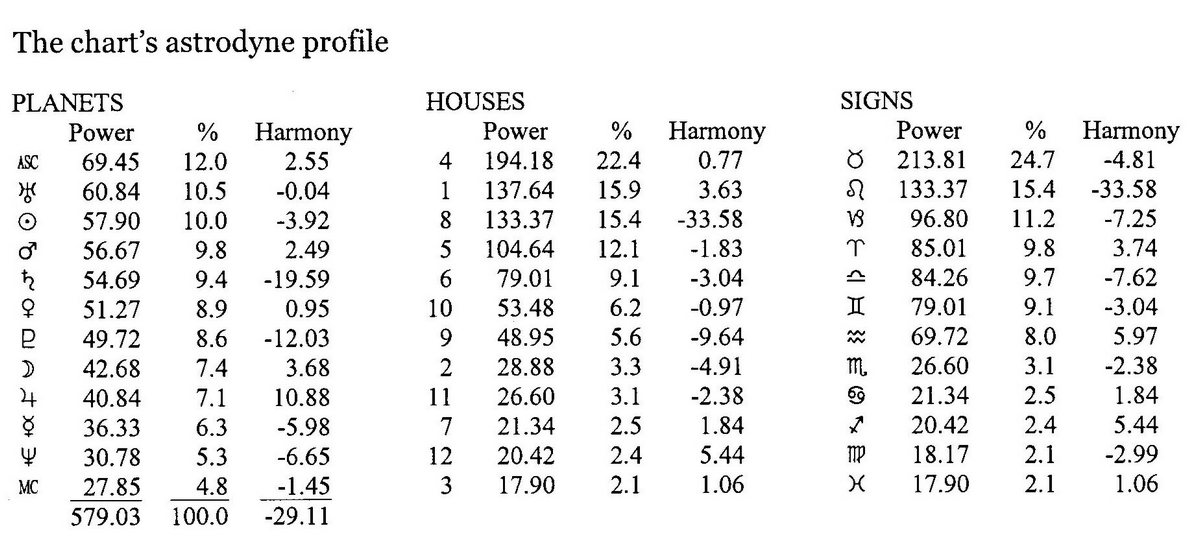 The chart's astrodyne profile
PLANETS HOUSES SIGNS
Power % Harmony Power % Harmony Power % Harmony
ASC 69.45 12.0 2.55 4 194.18 22.4 0.77 ♉ 213.81 24.7 -4.81
♅ 60.84 10.5 -0.04 1 137.64 15.9 3.63 ♌ 133.37 15.4 -33.58
☉ 57.90 10.0 -3.92 8 133.37 15.4 -33.58 ♑ 96.80 11.2 -7.25
♂ 56.67 9.8 2.49 5 104.64 12.1 -1.83 ♈ 85.01 9.8 3.74
♄ 54.69 9.4 -19.59 6 79.01 9.1 -3.04 ♎ 84.26 9.7 -7.62
♀ 51.27 8.9 0.95 10 53.48 6.2 -0.97 ♊ 79.01 9.1 -3.04
♇ 49.72 8.6 -12.03 9 48.95 5.6 -9.64 ♒ 69.72 8.0 5.97
☽ 42.68 7.4 3.68 2 28.88 3.3 -4.91 ♏ 26.60 3.1 -2.38
♃ 40.84 7.1 10.88 11 26.60 3.1 -2.38 ♋ 21.34 2.5 1.84
☿ 36.33 6.3 -5.98 7 21.34 2.5 1.84 ♐ 20.42 2.4 5.44
♆ 30.78 5.3 -6.65 12 20.42 2.4 5.44 ♍ 18.17 2.1 -2.99
MC 27.85 4.8 -1.45 3 17.90 2.1 1.06 ♓ 17.90 2.1 1.06
579.03 100.0 -29.11